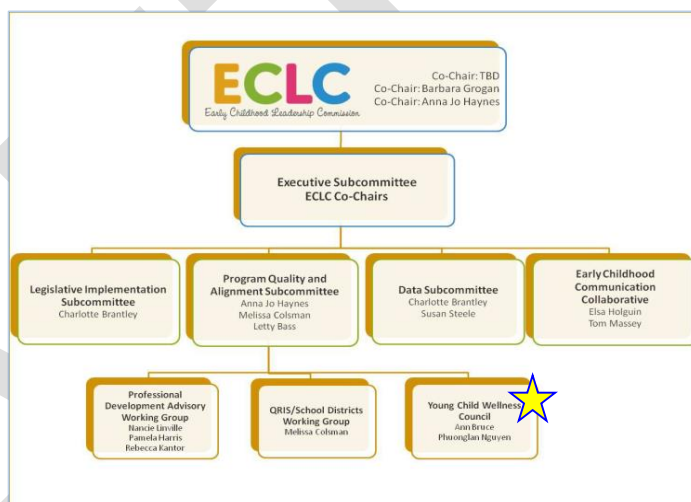 ECLC
Early Childhood Leadership Commission
Co-Chair: TBD
Co-Chair: Barbara Grogan
Co-Chair: Anna Jo Haynes
Executive Subcommittee
ECLC Co-Chairs
Legislative Implementation
Subcommittee
Charlotte Brantley
Program Quality and
Alignment Subcommittee
Anna Jo Haynes
Melissa Colsman
Letty Bass
Data Subcommittee
Charlotte Brantley
Susan Steele
Early Childhood
Communication
Collaborative
Elsa Holguin
Tom Massey
Professional
Development Advisory
Working Group
Nancie Linville
Pamela Harris
Rebecca Kantor
QRIS/School Districts
Working Group
Melissa Colsman
Young Child Wellness
Council
Ann Bruce
Phuonglan Nguyen